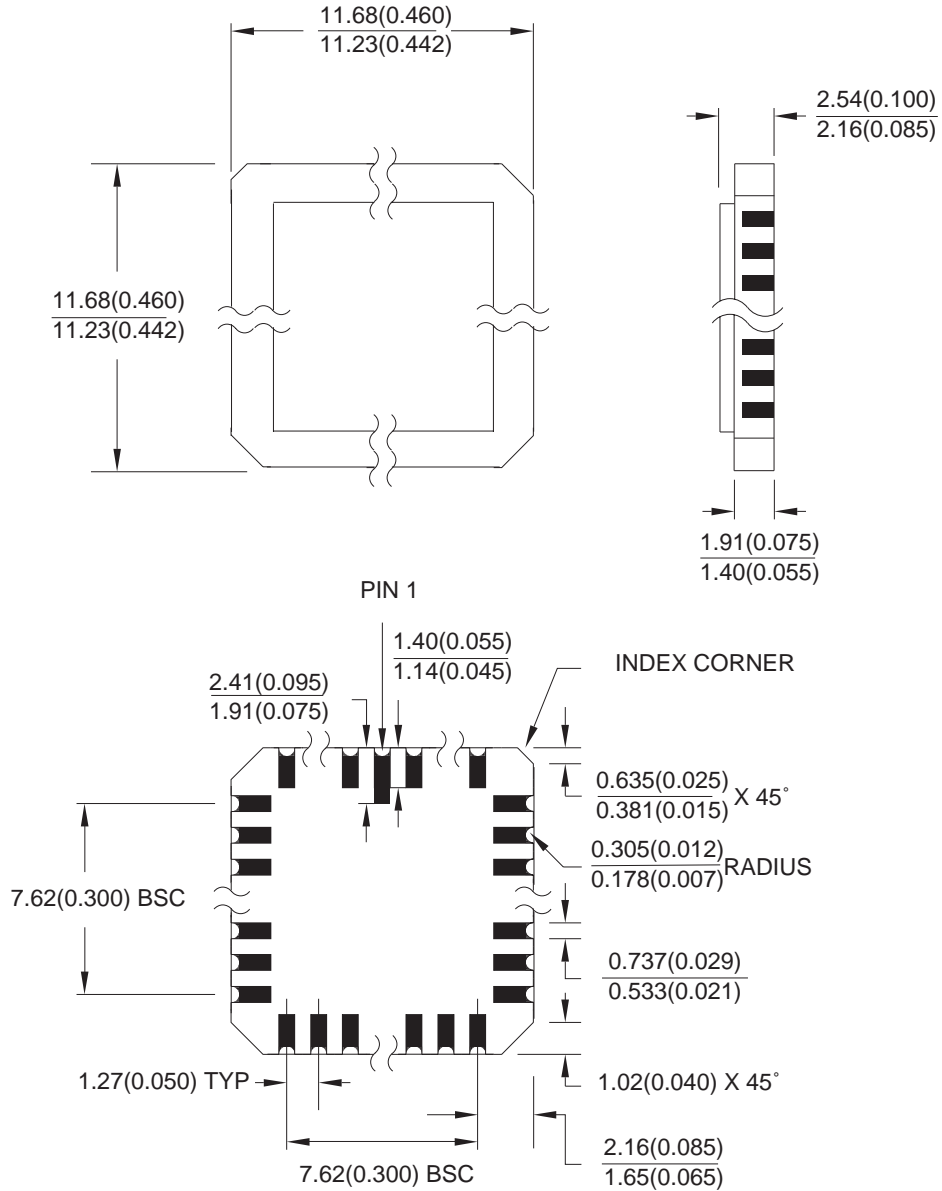 11.68(0.460)
11.23(0.442)
2.54(0.100)
2.16(0.085)
11.68(0.460)
11.23(0.442)
1.91(0.075)
1.40(0.055)
PIN 1
1.40(0.055)
1.14(0.045)
INDEX CORNER
2.41(0.095)
1.91(0.075)
0.635(0.025)
0.381(0.015) X 45°
0.305(0.012)
0.178(0.007) RADIUS
7.62(0.300) BSC
0.737(0.029)
0.533(0.021)
1.27(0.050) TYP
1.02(0.040) X 45°
7.62(0.300) BSC
2.16(0.085)
1.65(0.065)